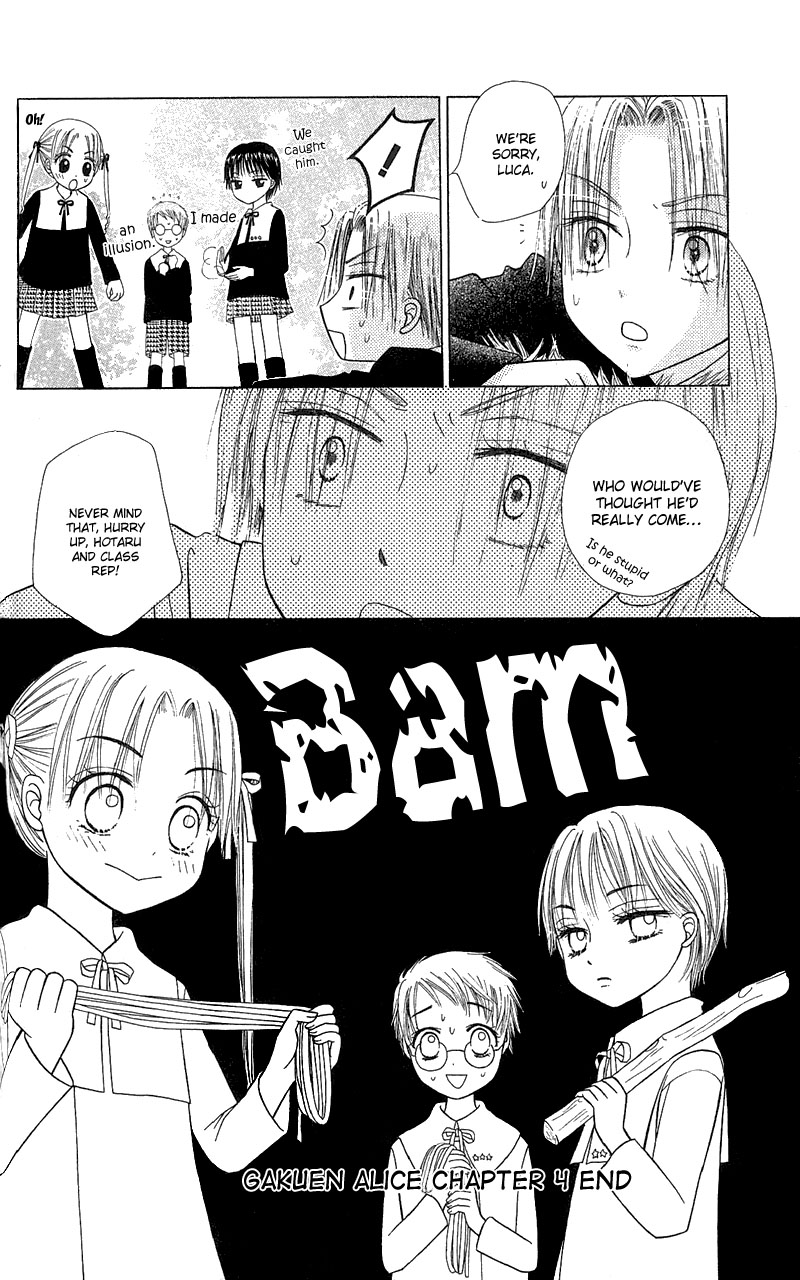 WE'RE
SORRY,
LUCA.
!
We
caught
him.
I made
an
illusion.
Oh!
WHO WOULD'VE
THOUGHT HE'D
REALLY COME...
Is he stupid
or what?
NEVER MIND
THAT, HURRY
UP, HOTARU
AND CLASS
REP!
Bam
GAKUEN ALICE CHAPTER 4 END